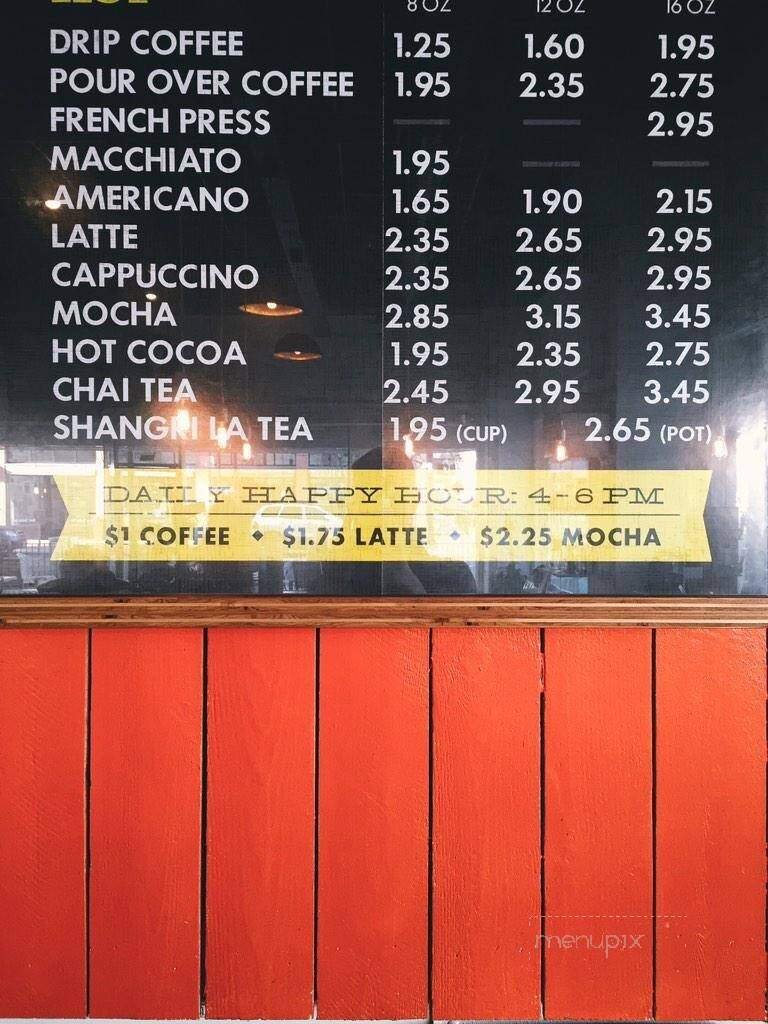 HOT
8 OZ 12 OZ 16 OZ
DRIP COFFEE 1.25 1.60 1.95
POUR OVER COFFEE 1.95 2.35 2.75
FRENCH PRESS — — 2.95
MACCHIATO 1.95 — —
AMERICANO 1.65 1.90 2.15
LATTE 2.35 2.65 2.95
CAPPUCCINO 2.35 2.65 2.95
MOCHA 2.85 3.15 3.45
HOT COCOA 1.95 2.35 2.75
CHAI TEA 2.45 2.95 3.45
SHANGRI LA TEA 1.95 (CUP) 2.65 (POT)
DAILY HAPPY HOUR: 4-6 PM
$1 COFFEE ◆ $1.75 LATTE ◆ $2.25 MOCHA
menupix